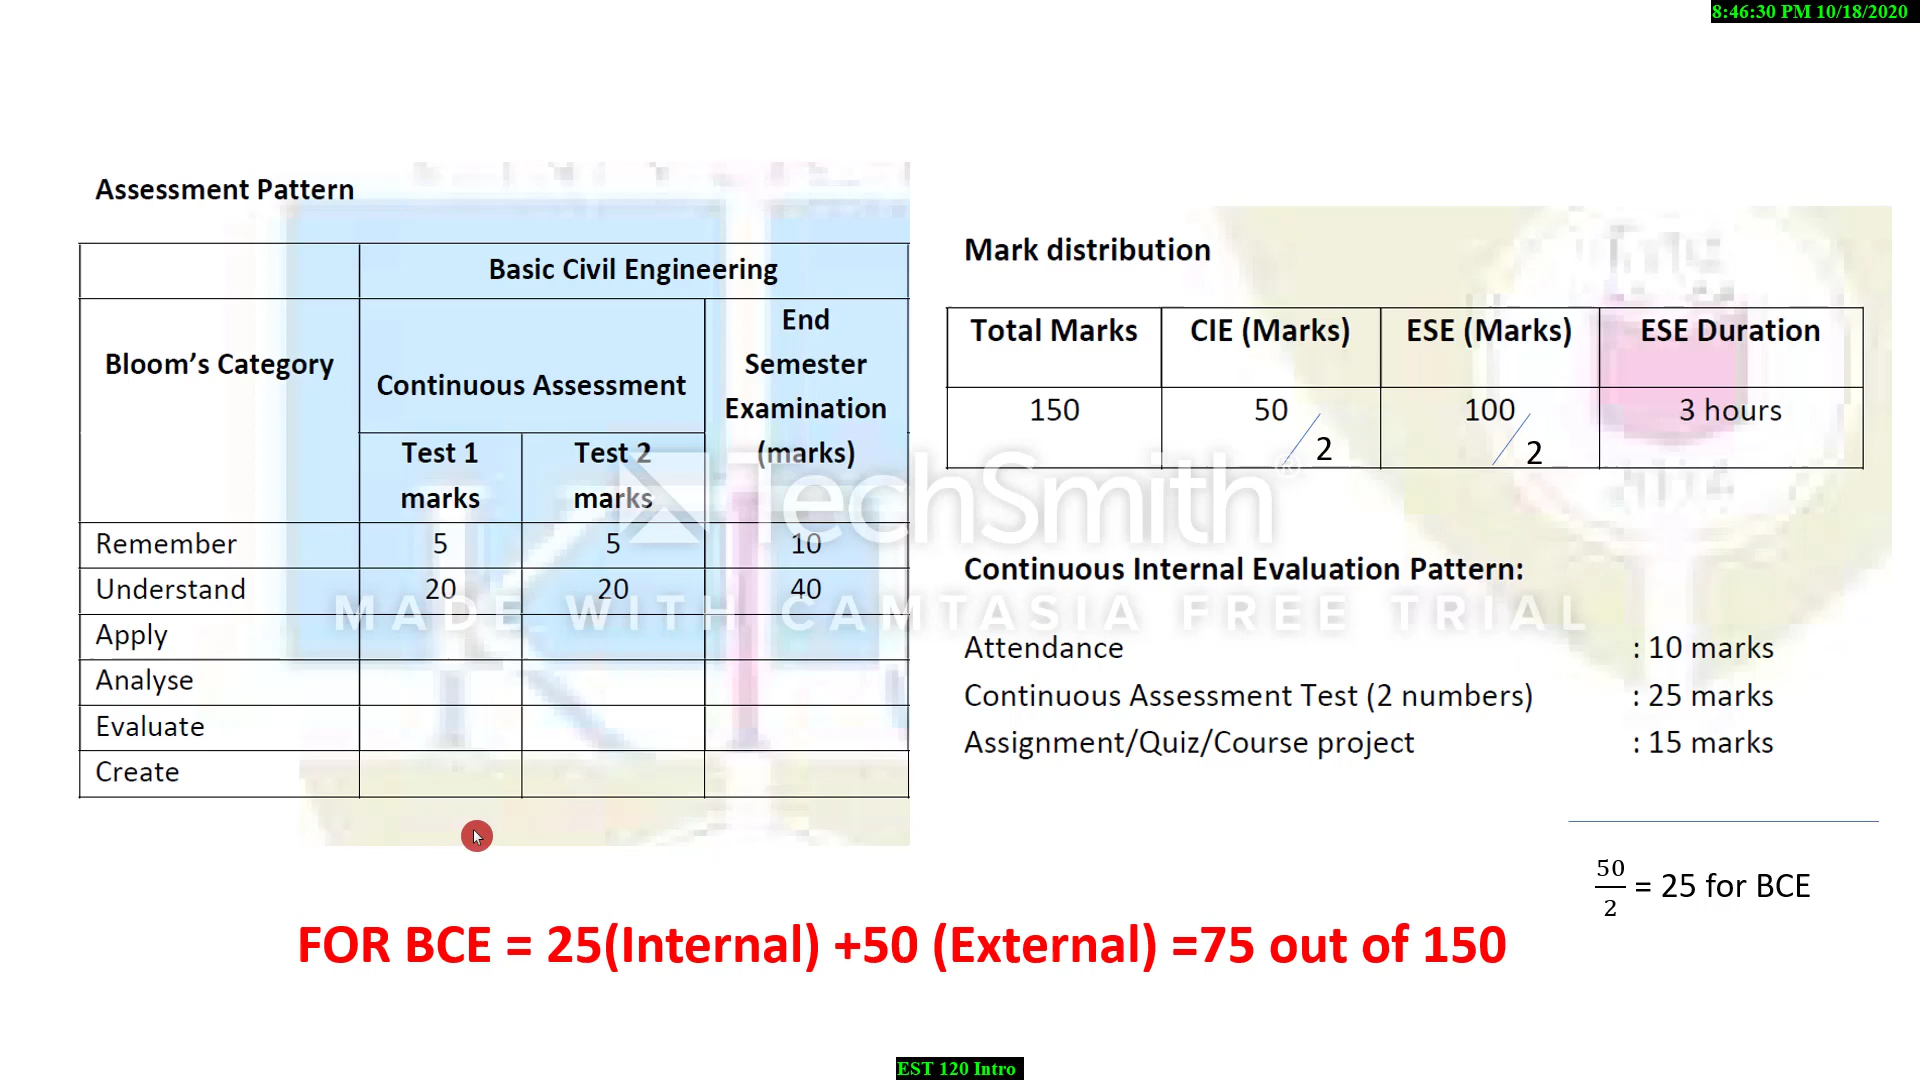 8:46:30 PM 10/18/2020
Assessment Pattern
Basic Civil Engineering
Bloom’s Category
Continuous Assessment
End
Semester
Examination
(marks)
Test 1
marks
Test 2
marks
Remember 5 5 10
Understand 20 20 40
Apply
Analyse
Evaluate
Create
Mark distribution
Total Marks CIE (Marks) ESE (Marks) ESE Duration
150 50/2 100/2 3 hours
Continuous Internal Evaluation Pattern:
Attendance : 10 marks
Continuous Assessment Test (2 numbers) : 25 marks
Assignment/Quiz/Course project : 15 marks
50/2 = 25 for BCE
TechSmith®
MADE WITH CAMTASIA FREE TRIAL
FOR BCE = 25(Internal) +50 (External) =75 out of 150
EST 120 Intro